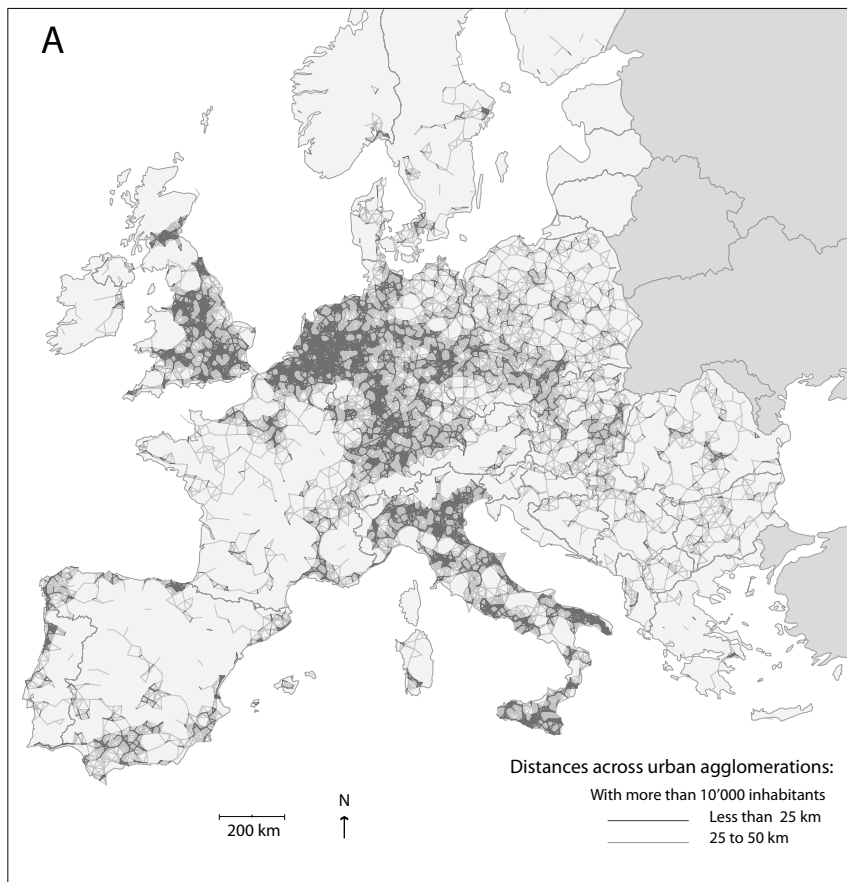 A
Distances across urban agglomerations:
With more than 10'000 inhabitants
Less than 25 km
25 to 50 km
200 km
N